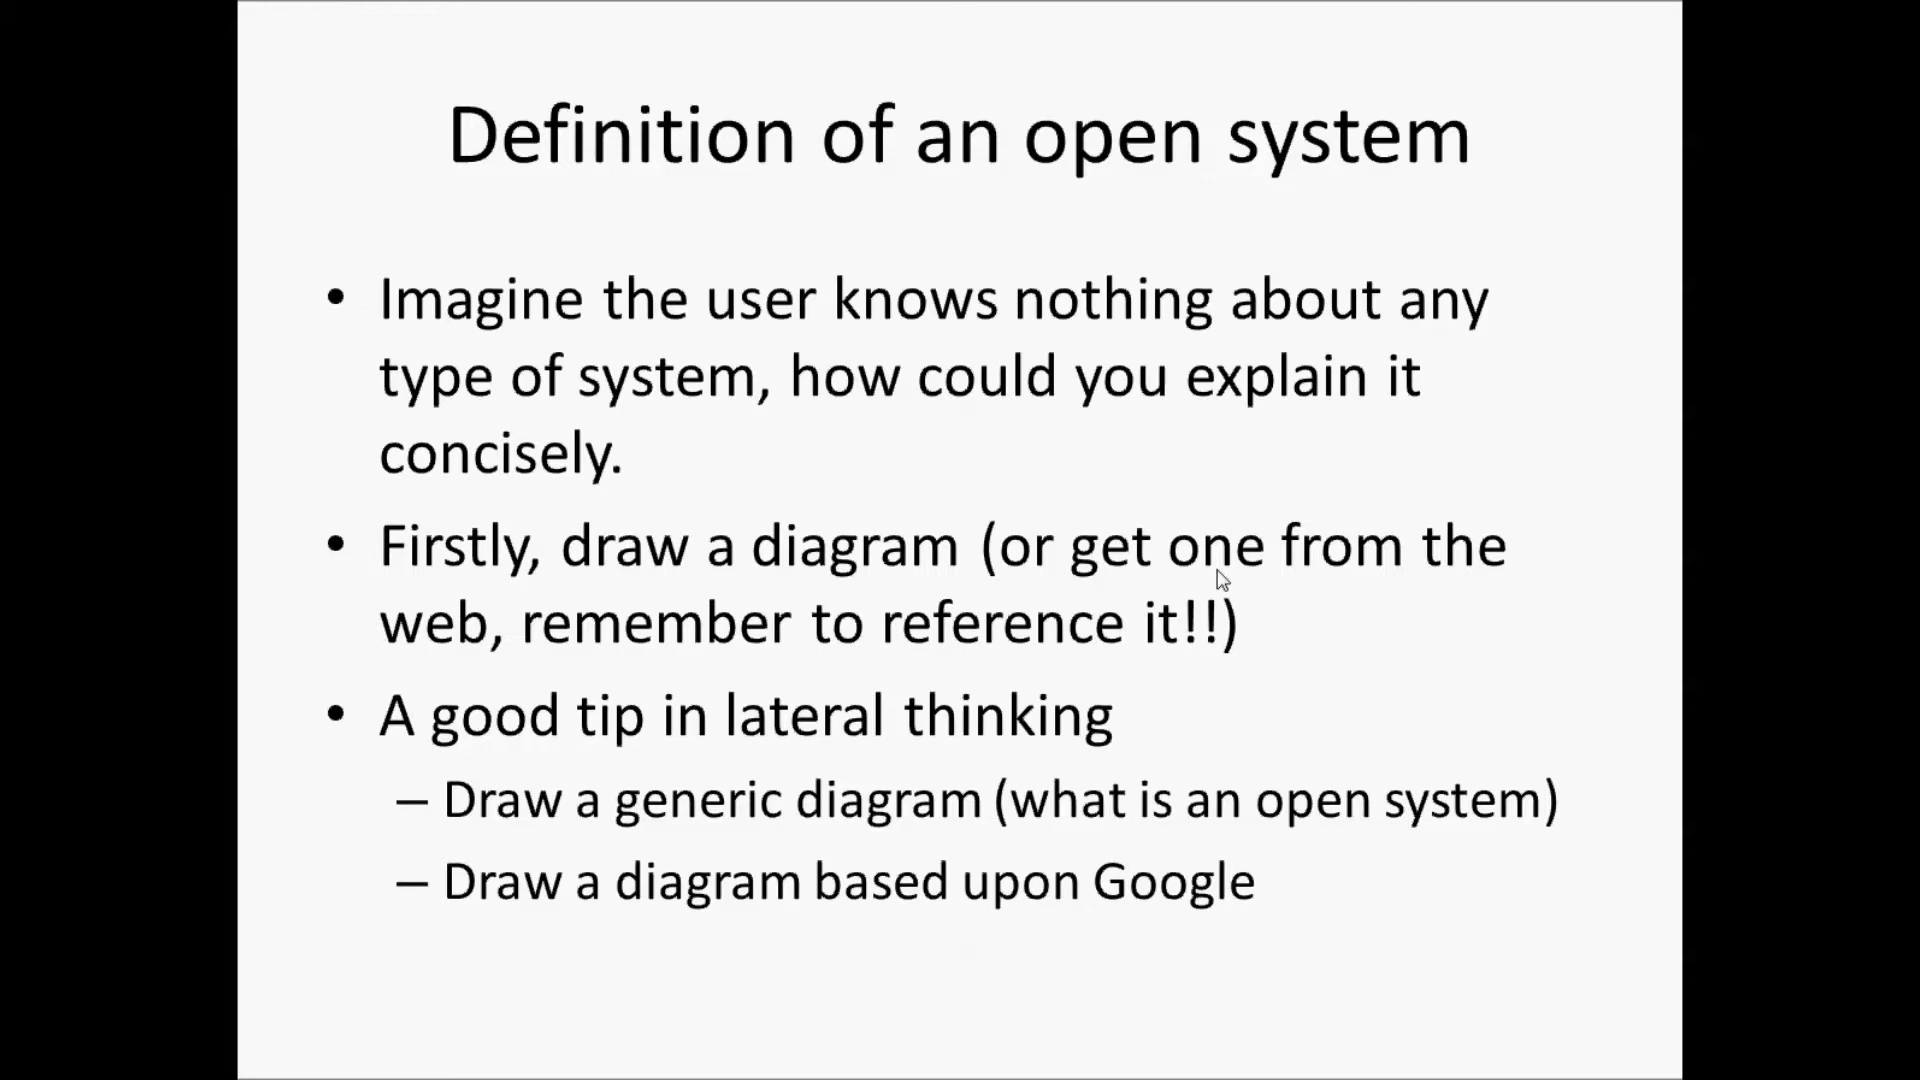 Definition of an open system
• Imagine the user knows nothing about any
type of system, how could you explain it
concisely.
• Firstly, draw a diagram (or get one from the
web, remember to reference it!!)
• A good tip in lateral thinking
– Draw a generic diagram (what is an open system)
– Draw a diagram based upon Google